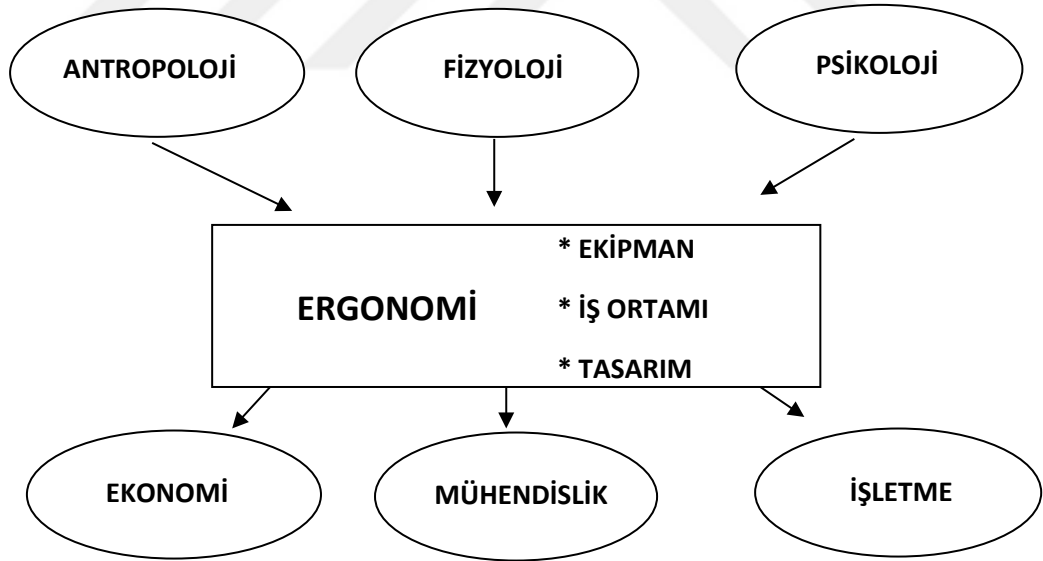 ANTROPOLOJİ
FİZYOLOJİ
PSİKOLOJİ
ERGONOMİ
* EKİPMAN
* İŞ ORTAMI
* TASARIM
EKONOMİ
MÜHENDİSLİK
İŞLETME